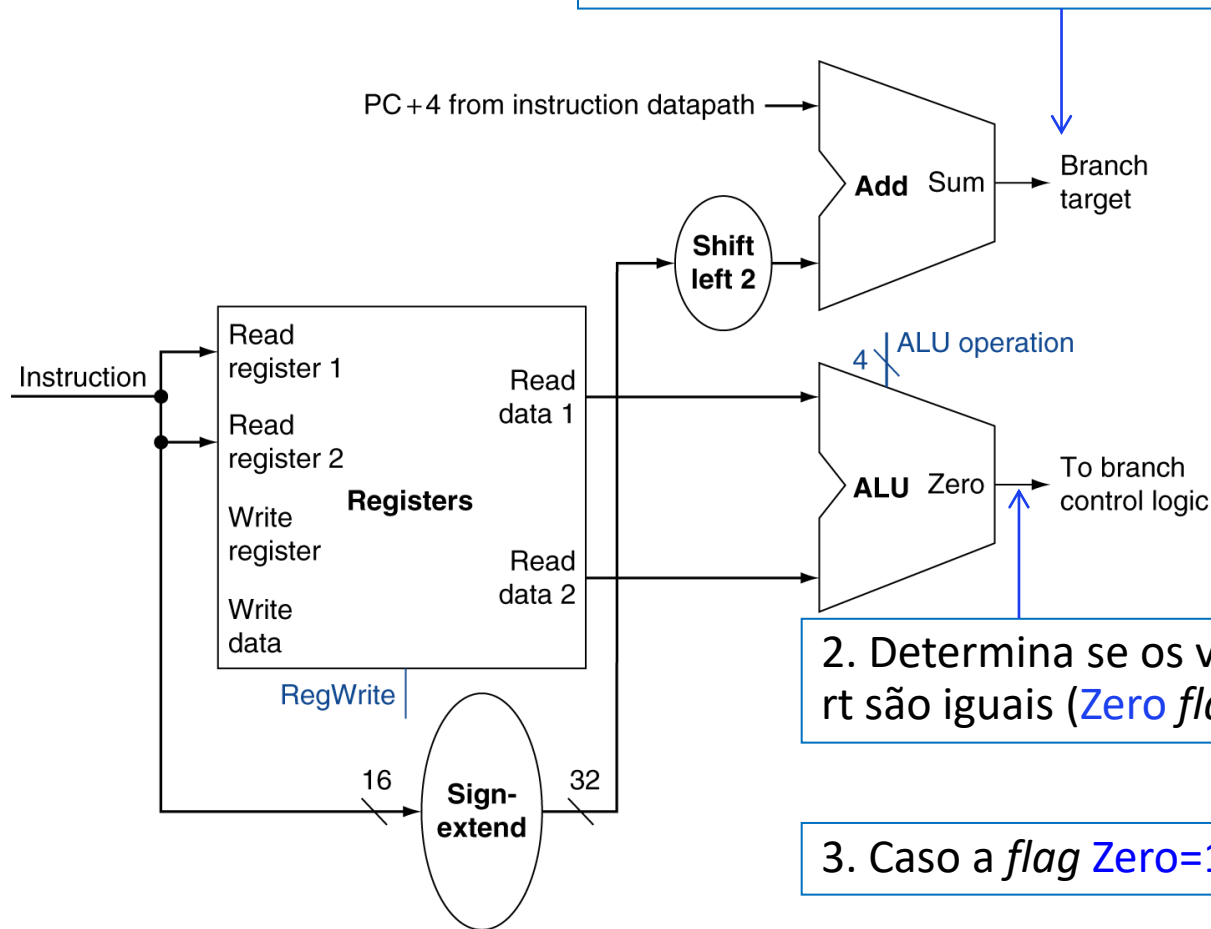 PC+4 from instruction datapath
Add Sum
Branch
target
Shift
left 2
ALU operation
4
Instruction
Read
register 1
Read
data 1
Read
register 2
Registers
Write
register
Read
data 2
Write
data
ALU Zero
To branch
control logic
RegWrite
16
Sign-
extend
32
2. Determina se os
rt são iguais (Zero
3. Caso a flag Zero=1